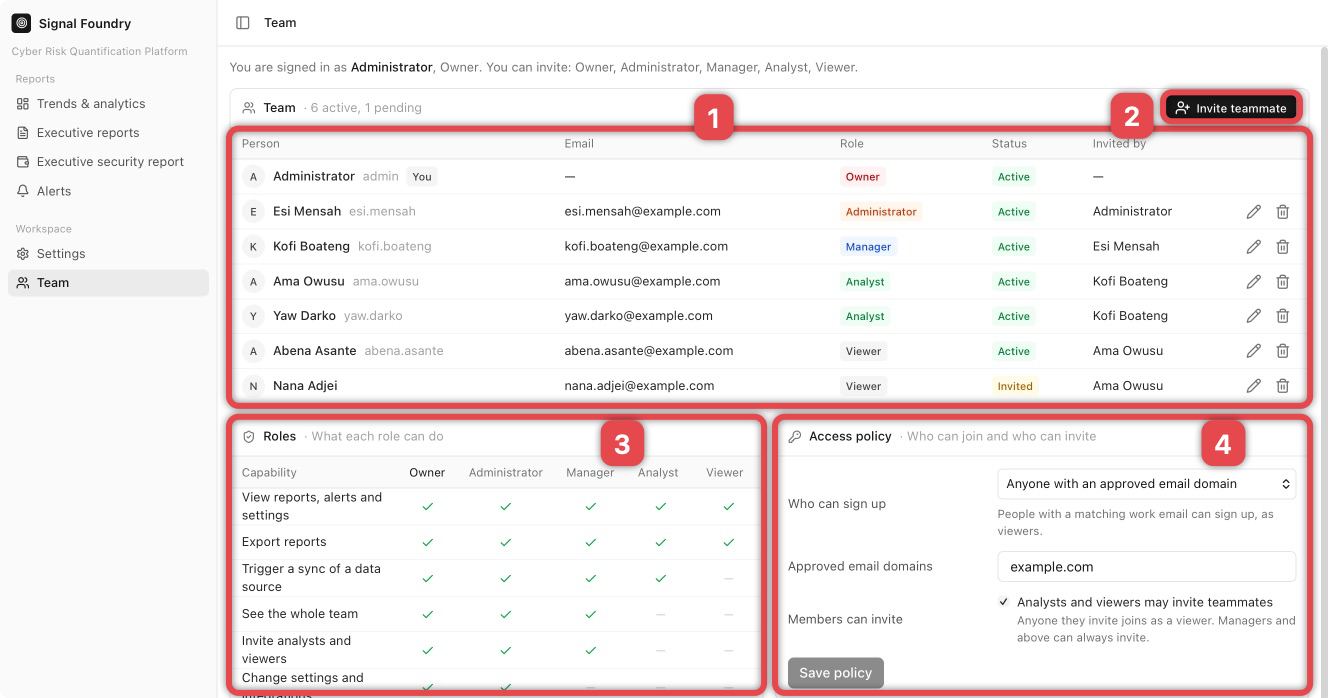 Signal Foundry
Cyber Risk Quantification Platform
Reports
Trends & analytics
Executive reports
Executive security report
Alerts
Workspace
Settings
Team
Team
You are signed in as Administrator, Owner. You can invite: Owner, Administrator, Manager, Analyst, Viewer.
Team · 6 active, 1 pending
1
2
Invite teammate
Person Email Role Status Invited by
A Administrator admin You — Owner Active —
E Esi Mensah esi.mensah esi.mensah@example.com Administrator Active Administrator
K Kofi Boateng kofi.boateng kofi.boateng@example.com Manager Active Esi Mensah
A Ama Owusu ama.owusu ama.owusu@example.com Analyst Active Kofi Boateng
Y Yaw Darko yaw.darko yaw.darko@example.com Analyst Active Kofi Boateng
A Abena Asante abena.asante abena.asante@example.com Viewer Active Ama Owusu
N Nana Adjei nana.adjei@example.com Viewer Invited Ama Owusu
Roles · What each role can do
3
Capability Owner Administrator Manager Analyst Viewer
View reports, alerts and
settings
Export reports
Trigger a sync of a data
source
See the whole team
Invite analysts and
viewers
Change settings and
Access policy · Who can join and who can invite
4
Who can sign up
Anyone with an approved email domain
People with a matching work email can sign up, as
viewers.
Approved email domains
example.com
Members can invite
Analysts and viewers may invite teammates
Anyone they invite joins as a viewer. Managers and
above can always invite.
Save policy